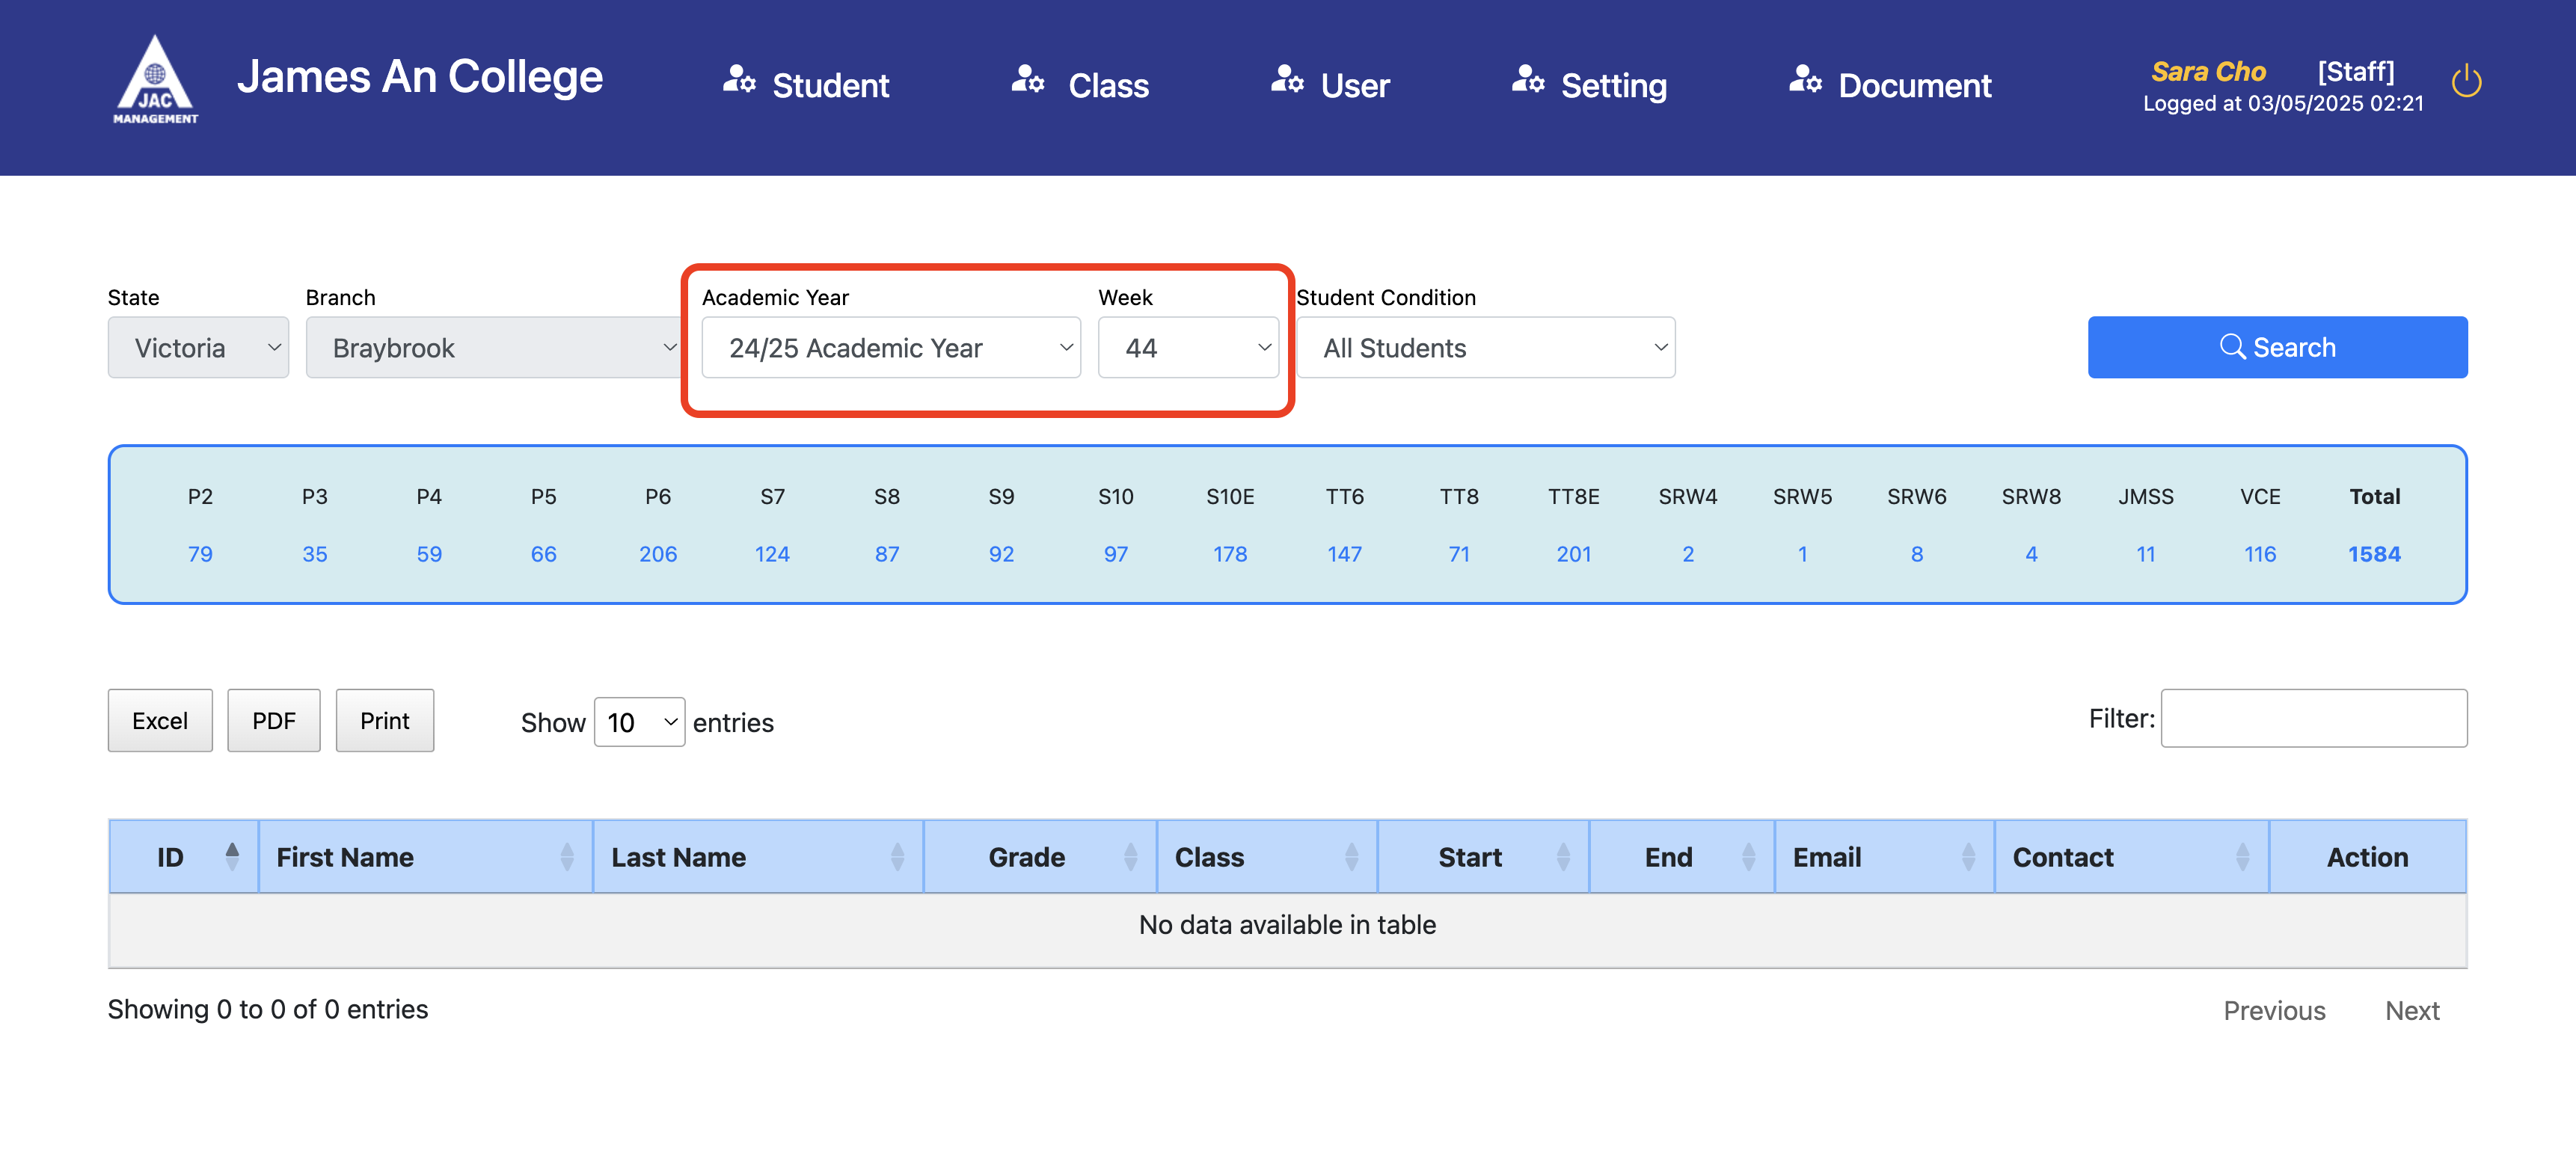 JAC
MANAGEMENT
James An College
Student
Class
User
Setting
Document
Sara Cho [Staff]
Logged at 03/05/2025 02:21
State Branch Academic Year Week Student Condition
Victoria Braybrook 24/25 Academic Year 44 All Students Search
P2 P3 P4 P5 P6 S7 S8 S9 S10 S10E TT6 TT8 TT8E SRW4 SRW5 SRW6 SRW8 JMSS VCE Total
79 35 59 66 206 124 87 92 97 178 147 71 201 2 1 8 4 11 116 1584
Excel PDF Print Show 10 entries Filter:
ID First Name Last Name Grade Class Start End Email Contact Action
No data available in table
Showing 0 to 0 of 0 entries Previous Next